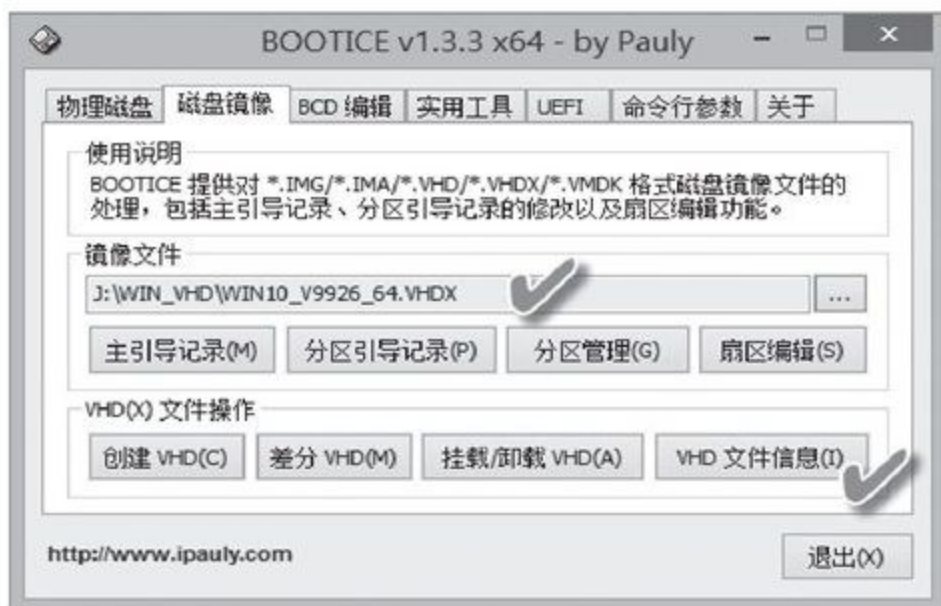 BOOTICE v1.3.3 x64 - by Pauly
物理磁盘 磁盘镜像 BCD 编辑 实用工具 UEFI 命令行参数 关于
使用说明
BOOTICE 提供对 *.IMG/*.IMA/*.VHD/*.VHDX/*.VMDK 格式磁盘镜像文件的
处理，包括主引导记录、分区引导记录的修改以及扇区编辑功能。
镜像文件
J:\WIN_VHD\WIN10_V9926_64.VHDX ...
主引导记录(M) 分区引导记录(P) 分区管理(G) 扇区编辑(S)
VHD(X) 文件操作
创建 VHD(C) 差分 VHD(M) 挂载/卸载 VHD(A) VHD 文件信息(I)
http://www.ipauly.com 退出(X)